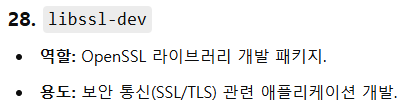 28. libssl-dev
• 역할: OpenSSL 라이브러리 개발 패키지.
• 용도: 보안 통신(SSL/TLS) 관련 애플리케이션 개발.